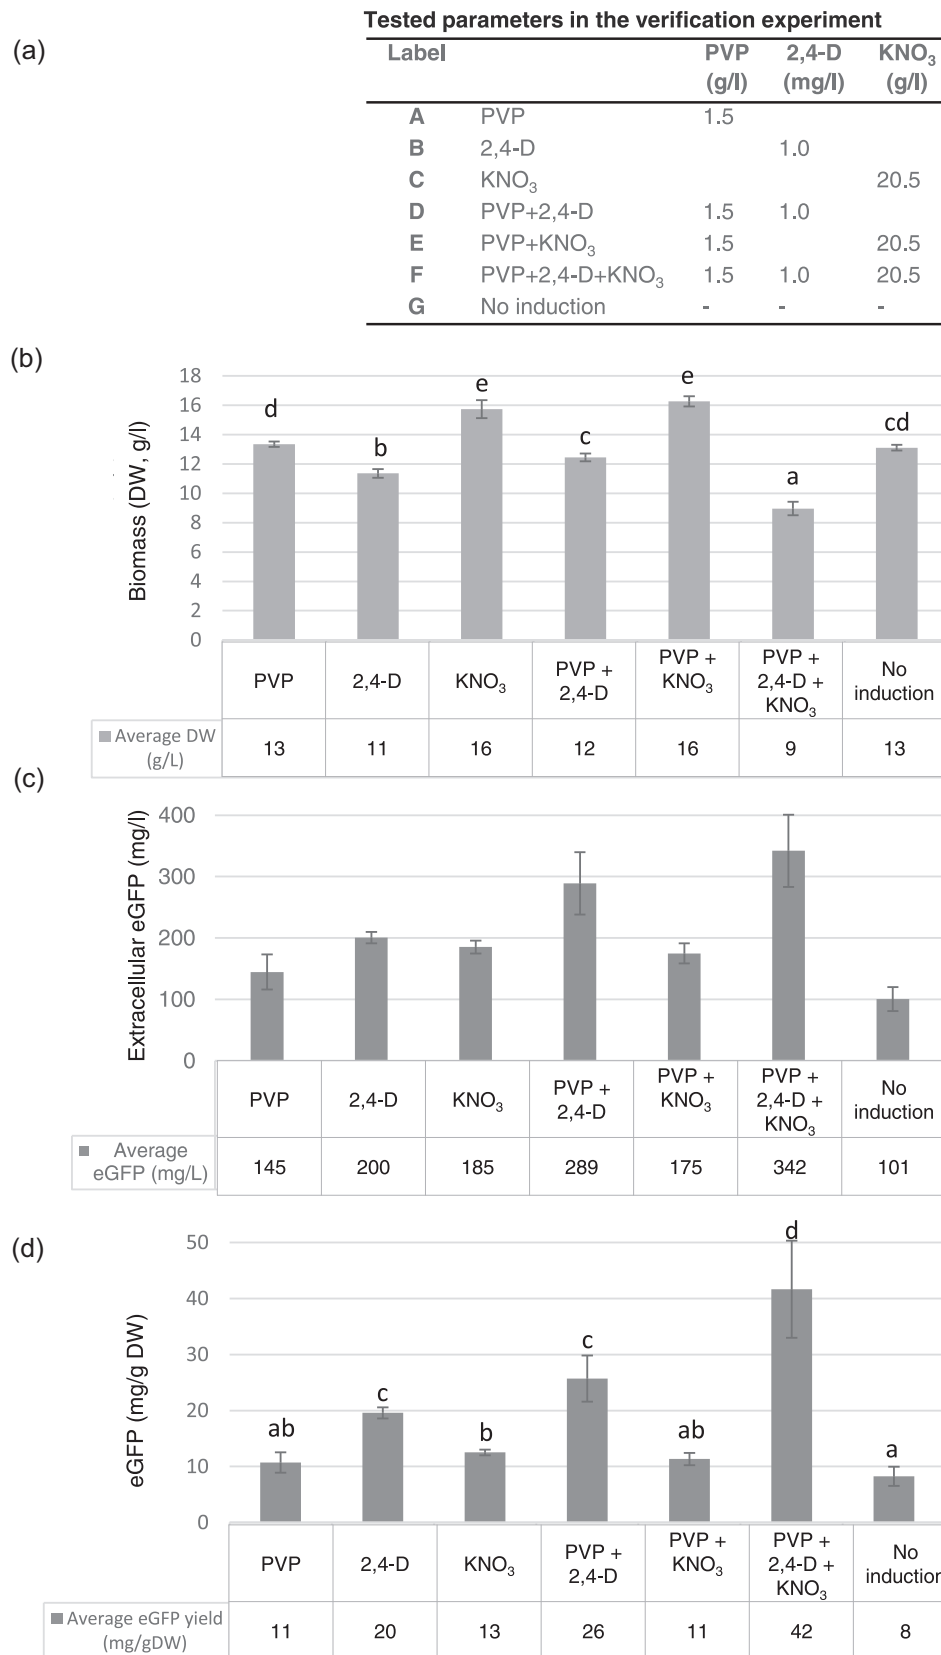 (a)
Tested parameters in the verification experiment
Label PVP (g/l) 2,4-D (mg/l) KNO₃ (g/l)
A PVP 1.5
B 2,4-D 1.0
C KNO₃ 20.5
D PVP+2,4-D 1.5 1.0
E PVP+KNO₃ 1.5 20.5
F PVP+2,4-D+KNO₃ 1.5 1.0 20.5
G No induction - - -
(b)
Biomass (DW, g/l)
18
16
14
12
10
8
6
4
2
0
d b e c e a cd
PVP 2,4-D KNO₃ PVP + 2,4-D PVP + KNO₃ PVP + 2,4-D + KNO₃ No induction
Average DW (g/L) 13 11 16 12 16 9 13
(c)
Extracellular eGFP (mg/l)
400
300
200
100
0
PVP 2,4-D KNO₃ PVP + 2,4-D PVP + KNO₃ PVP + 2,4-D + KNO₃ No induction
Average eGFP (mg/L) 145 200 185 289 175 342 101
(d)
eGFP (mg/g DW)
50
40
30
20
10
0
ab c b c ab d a
PVP 2,4-D KNO₃ PVP + 2,4-D PVP + KNO₃ PVP + 2,4-D + KNO₃ No induction
Average eGFP yield (mg/gDW) 11 20 13 26 11 42 8